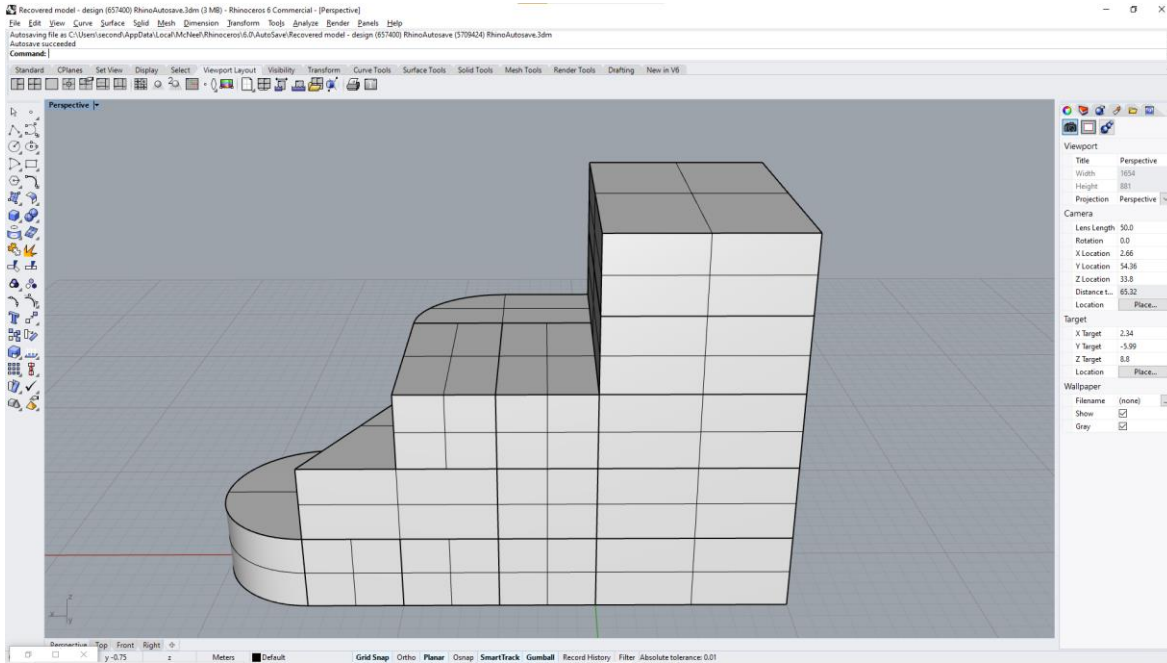 Recovered model - design (657400) RhinoAutosave.3dm (3 MB) - Rhinoceros 6 Commercial - [Perspective]
File Edit View Curve Surface Solid Mesh Dimension Transform Tools Analyze Render Panels Help
Autosaving file as C:\Users\second\AppData\Local\McNeel\Rhinoceros\6.0\AutoSave\Recovered model - design (657400) RhinoAutosave (5709424) RhinoAutosave.3dm
Autosave succeeded
Command:
Standard CPlanes Set View Display Select Viewport Layout Visibility Transform Curve Tools Surface Tools Solid Tools Mesh Tools Render Tools Drafting New in V6
Perspective
Viewport
Title Perspective
Width 1654
Height 881
Projection Perspective
Camera
Lens Length 50.0
Rotation 0.0
X Location 2.66
Y Location 54.36
Z Location 33.8
Distance t... 65.32
Location Place...
Target
X Target 2.34
Y Target -5.99
Z Target 8.8
Location Place...
Wallpaper
Filename (none)
Show
Gray
z
x
y
Perspective Top Front Right
y -0.75 z Meters Default Grid Snap Ortho Planar Osnap SmartTrack Gumball Record History Filter Absolute tolerance: 0.01